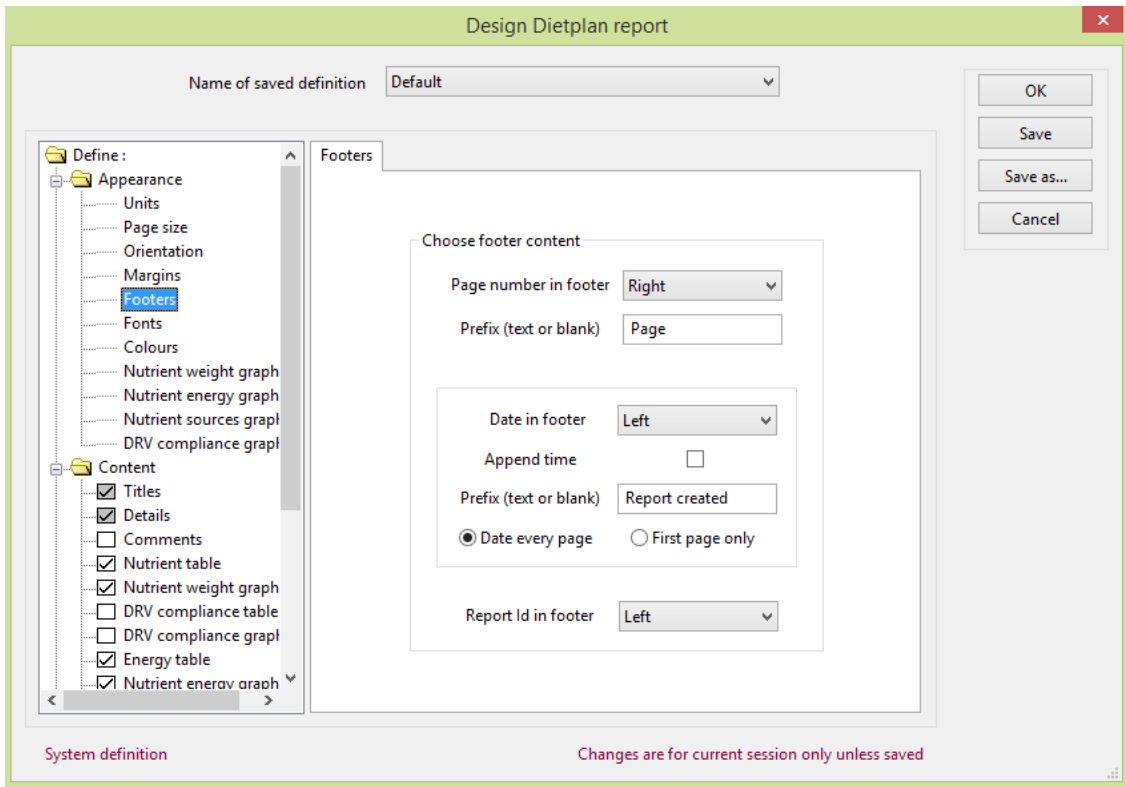 Design Dietplan report
Name of saved definition Default
OK
Save
Save as...
Cancel
Define :
Appearance
Units
Page size
Orientation
Margins
Footers
Fonts
Colours
Nutrient weight graph
Nutrient energy graph
Nutrient sources graph
DRV compliance graph
Content
Titles
Details
Comments
Nutrient table
Nutrient weight graph
DRV compliance table
DRV compliance graph
Energy table
Nutrient energy graph
Footers
Choose footer content
Page number in footer Right
Prefix (text or blank) Page
Date in footer Left
Append time
Prefix (text or blank) Report created
Date every page First page only
Report Id in footer Left
System definition
Changes are for current session only unless saved